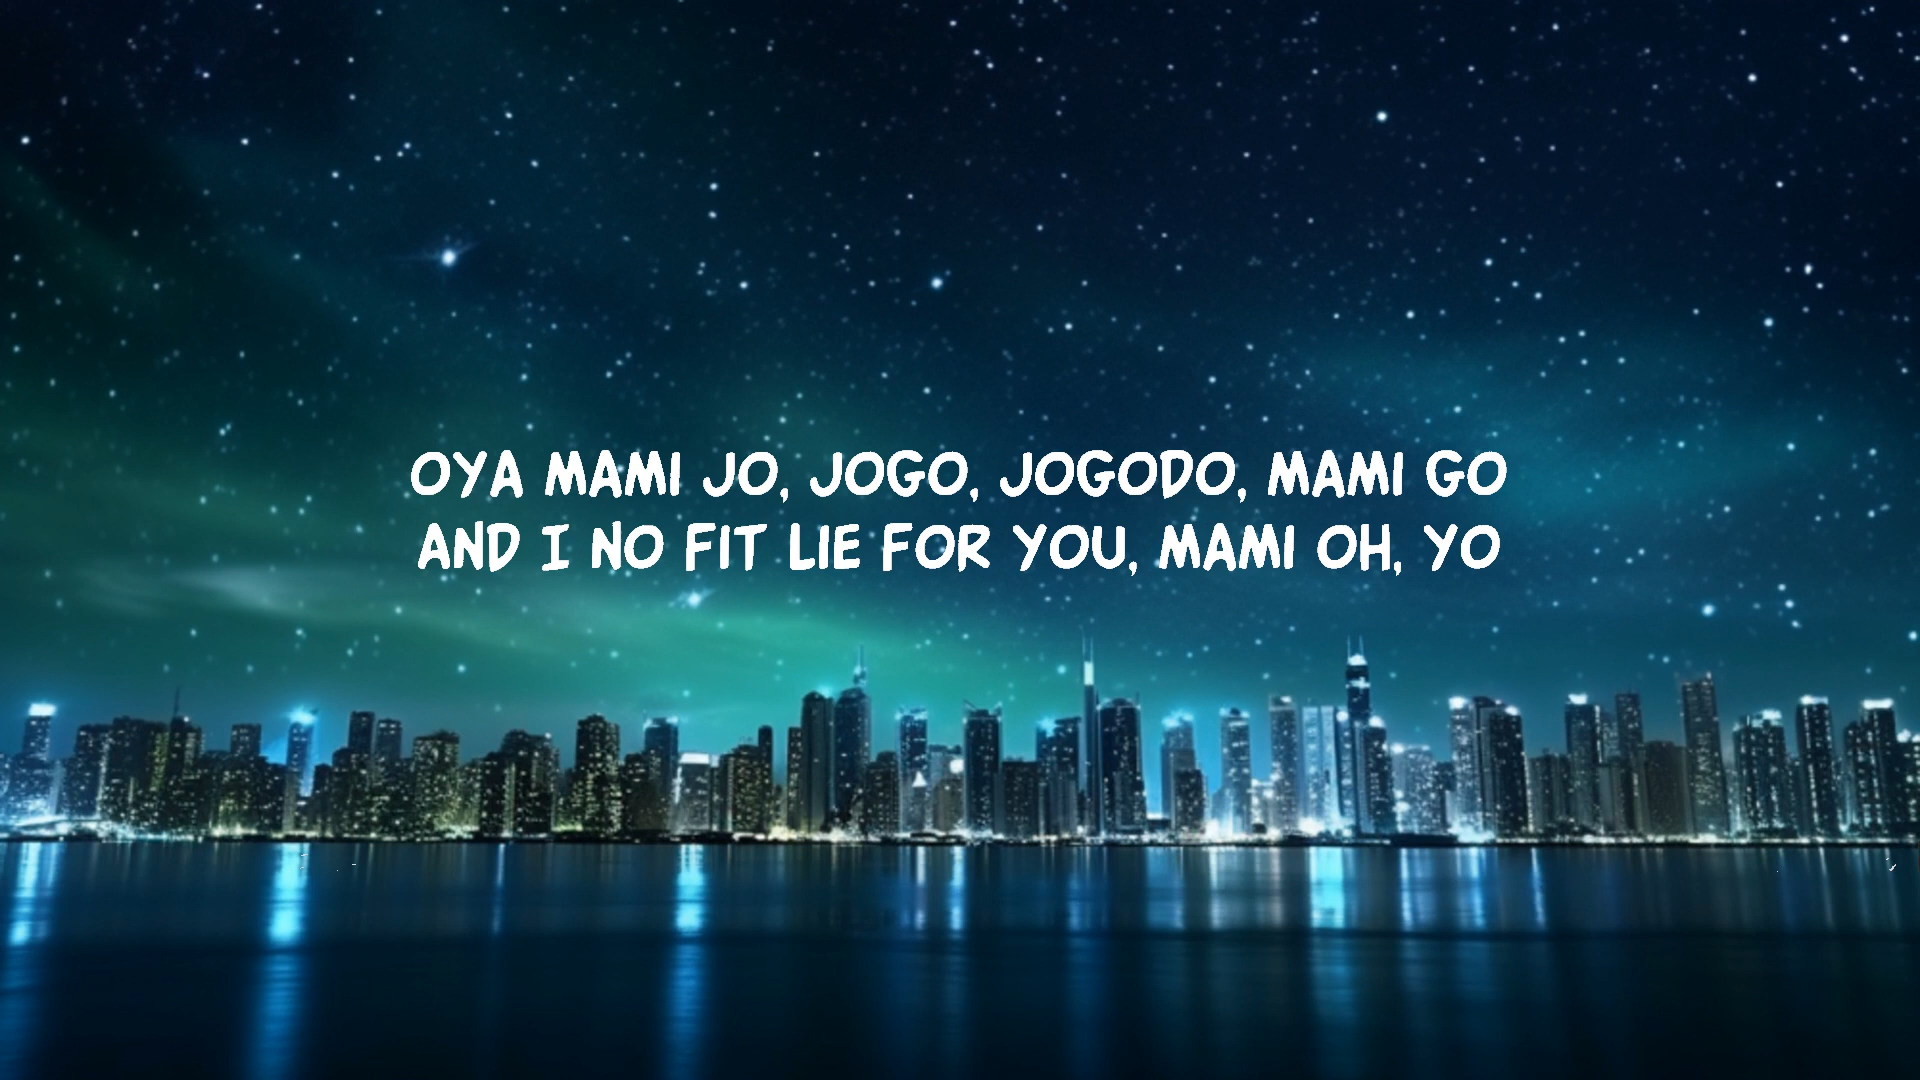 OYA MAMI JO, JOGO, JOGODO, MAMI GO
AND I NO FIT LIE FOR YOU, MAMI OH, YO